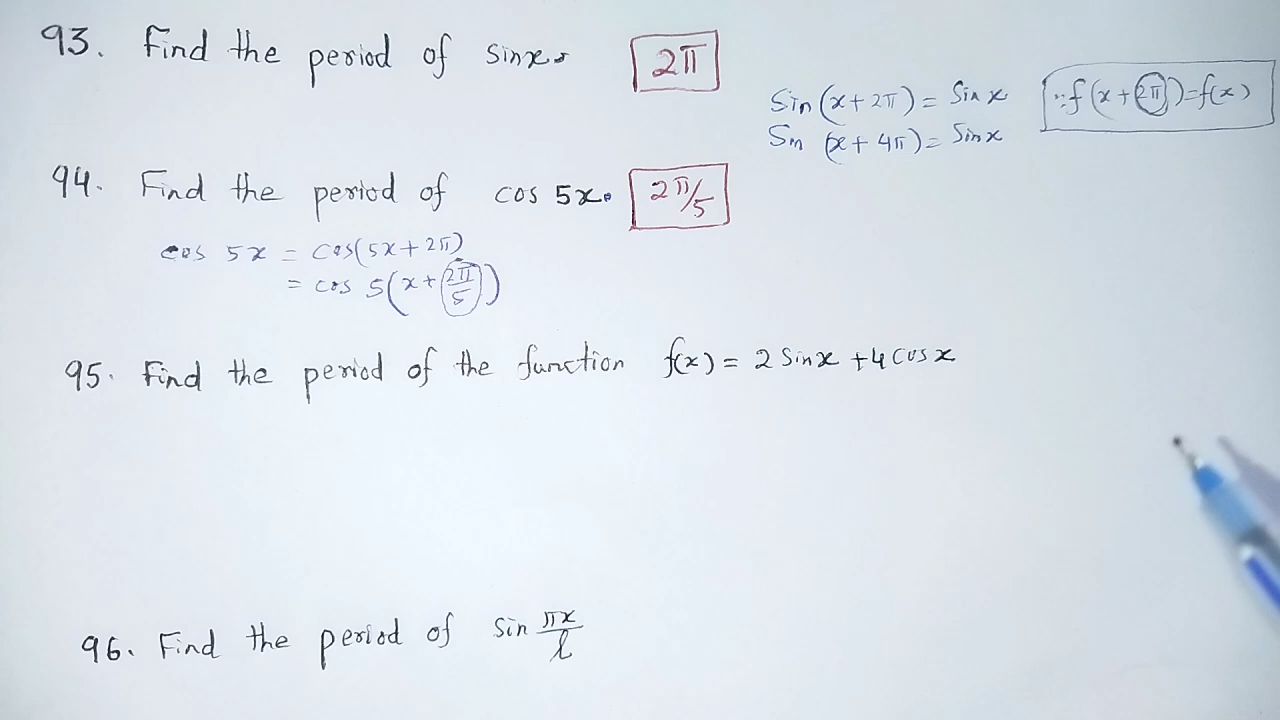 93. Find the period of sinx. 2π
Sin (x+2π) = Sin x ∵ f(x+2π)=f(x)
Sin (x+4π) = Sinx
94. Find the period of cos 5x. 2π/5
cos 5x = cos(5x+2π)
= cos 5(x+2π/5)
95. Find the period of the function f(x) = 2 Sinx +4 cosx
96. Find the period of sin πx/l